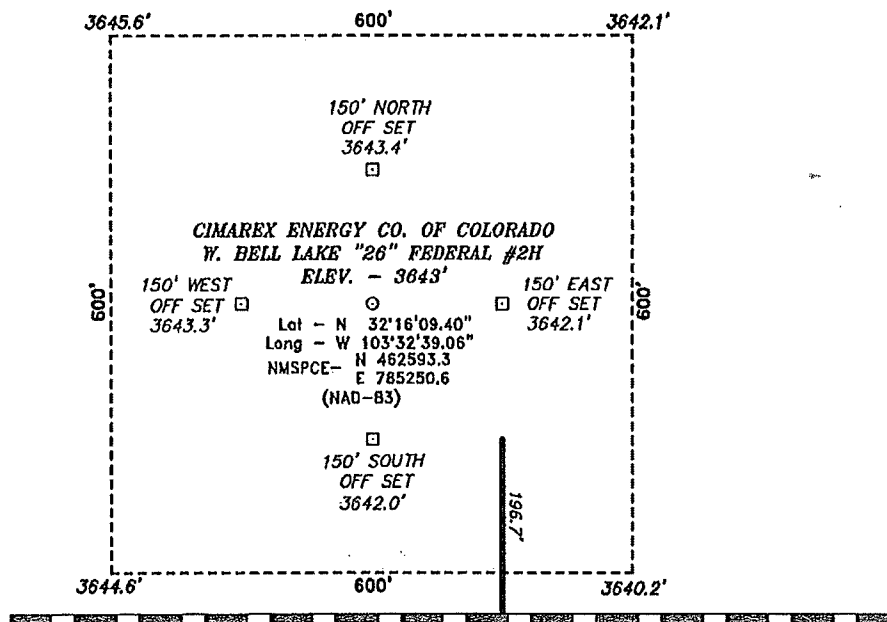 3645.6' 600' 3642.1'
150' NORTH
OFF SET
3643.4'
CIMAREX ENERGY CO. OF COLORADO
W. BELL LAKE "26" FEDERAL #2H
ELEV. - 3643'
150' WEST
OFF SET
3643.3'
150' EAST
OFF SET
3642.1'
600'
600'
Lat - N 32°16'09.40"
Long - W 103°32'39.06"
NMSPCE- N 462593.3
E 785250.6
(NAD-83)
150' SOUTH
OFF SET
3642.0'
196.7'
3644.6' 600' 3640.2'